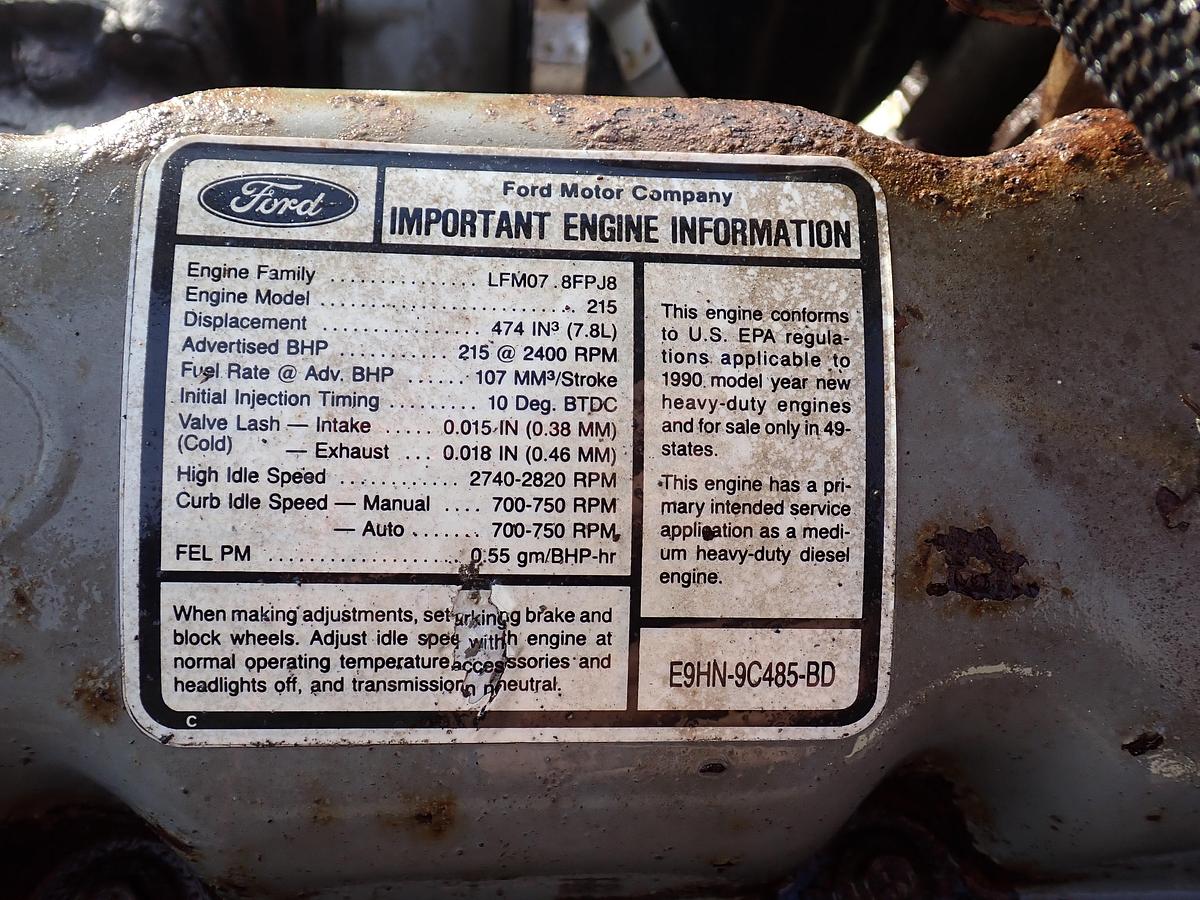 Ford
Ford Motor Company
IMPORTANT ENGINE INFORMATION
Engine Family .................. LFM07.8FPJ8
Engine Model .............................. 215
Displacement ................ 474 IN³ (7.8L)
Advertised BHP .......... 215 @ 2400 RPM
Fuel Rate @ Adv. BHP ...... 107 MM³/Stroke
Initial Injection Timing ......... 10 Deg. BTDC
Valve Lash — Intake ..... 0.015 IN (0.38 MM)
(Cold) — Exhaust ... 0.018 IN (0.46 MM)
High Idle Speed ............ 2740-2820 RPM
Curb Idle Speed — Manual .... 700-750 RPM
— Auto ....... 700-750 RPM
FEL PM ...................... 0.55 gm/BHP-hr
When making adjustments, set brake and
block wheels. Adjust idle with engine at
normal operating temperature ssories and
headlights off, and transmission neutral.
This engine conforms
to U.S. EPA regula-
tions applicable to
1990 model year new
heavy-duty engines
and for sale only in 49-
states.
This engine has a pri-
mary intended service
application as a medi-
um heavy-duty diesel
engine.
E9HN-9C485-BD
C